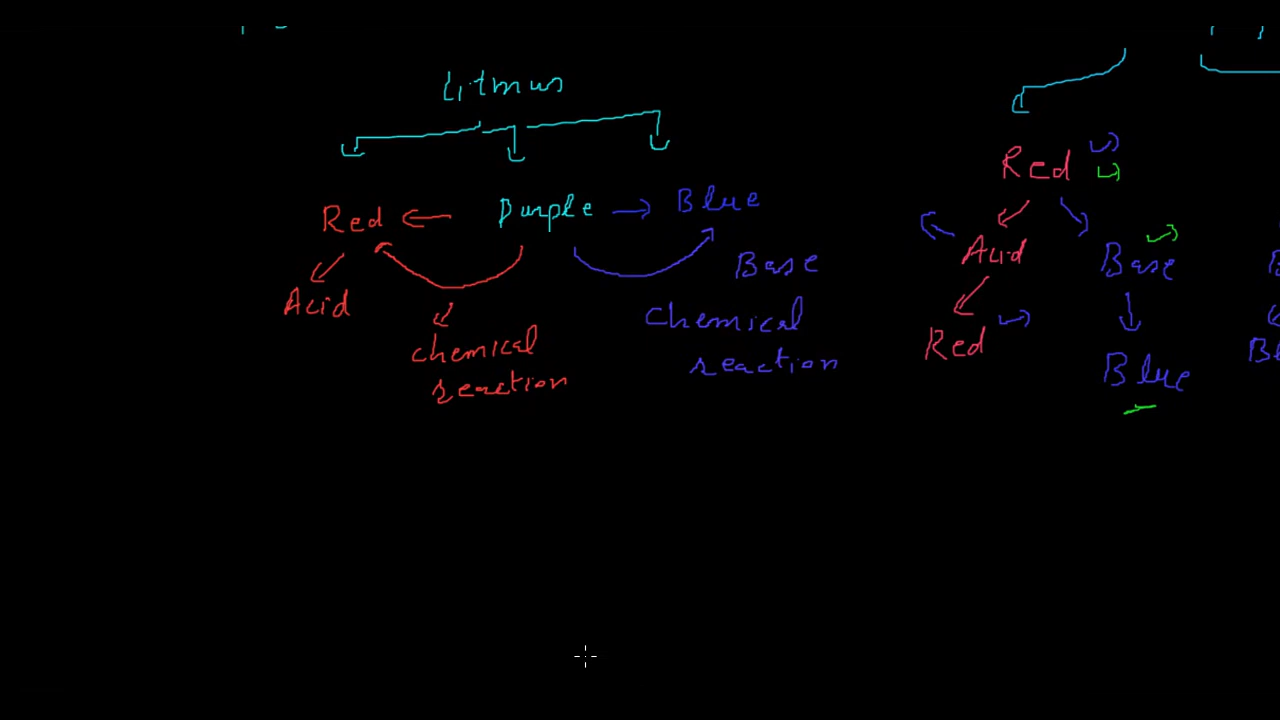 Litmus
Red Purple Blue
Acid
Base
chemical
reaction
Chemical
reaction
Red
Acid Base
Red
Blue